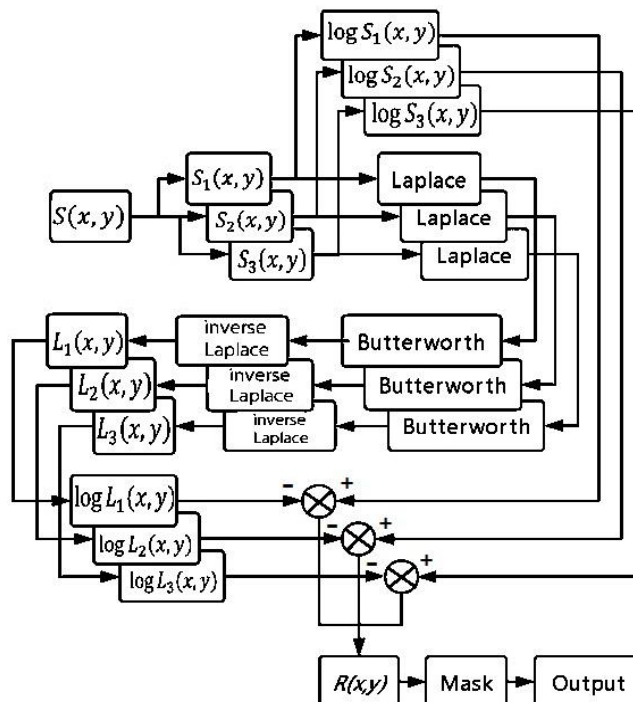 log S₁(x, y)
log S₂(x, y)
log S₃(x, y)
S(x, y)
S₁(x, y)
S₂(x, y)
S₃(x, y)
Laplace
Laplace
Laplace
L₁(x, y)
L₂(x, y)
L₃(x, y)
inverse
Laplace
inverse
Laplace
inverse
Laplace
Butterworth
Butterworth
Butterworth
log L₁(x, y)
log L₂(x, y)
log L₃(x, y)
− +
− +
− +
R(x,y)
Mask
Output